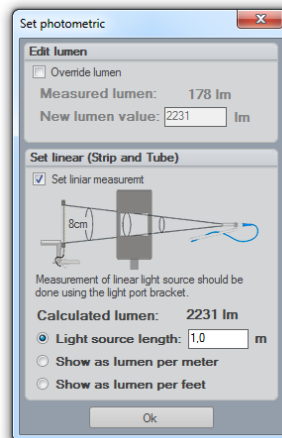 Set photometric
Edit lumen
Override lumen
Measured lumen: 178 lm
New lumen value: 2231 lm
Set linear (Strip and Tube)
Set liniar measuremt
8cm
Measurement of linear light source should be
done using the light port bracket.
Calculated lumen: 2231 lm
Light source length: 1,0 m
Show as lumen per meter
Show as lumen per feet
Ok